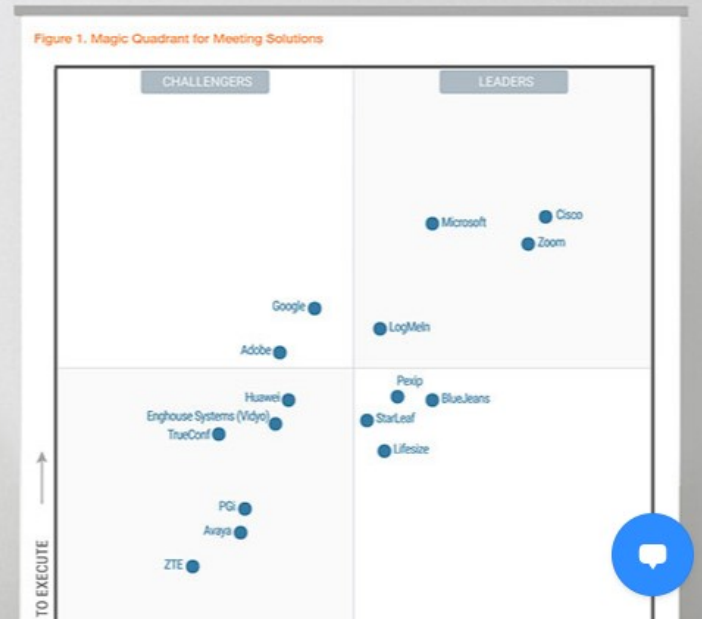 Figure 1. Magic Quadrant for Meeting Solutions
CHALLENGERS
LEADERS
Cisco
Microsoft
Zoom
Google
LogMeIn
Adobe
Pexip
Huawei
BlueJeans
Enghouse Systems (Vidyo)
StarLeaf
TrueConf
Lifesize
PGi
Avaya
ZTE
TO EXECUTE